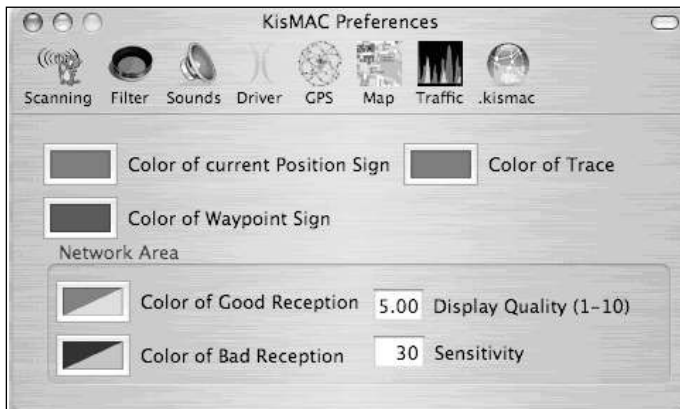 KisMAC Preferences
Scanning Filter Sounds Driver GPS Map Traffic .kismac
Color of current Position Sign Color of Trace
Color of Waypoint Sign
Network Area
Color of Good Reception 5.00 Display Quality (1-10)
Color of Bad Reception 30 Sensitivity